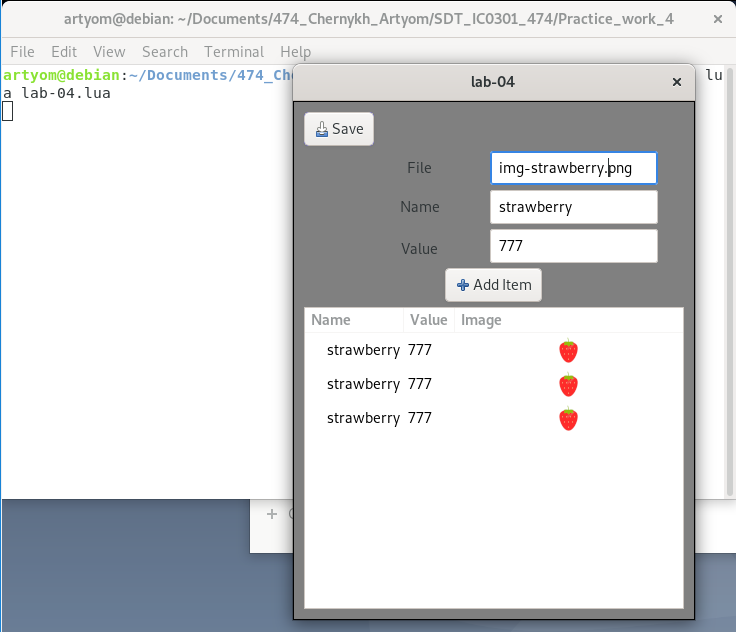 artyom@debian: ~/Documents/474_Chernykh_Artyom/SDT_IC0301_474/Practice_work_4
File Edit View Search Terminal Help
artyom@debian:~/Documents/474_Che lu
a lab-04.lua
lab-04
Save
File img-strawberry.png
Name strawberry
Value 777
Add Item
Name Value Image
strawberry 777
strawberry 777
strawberry 777